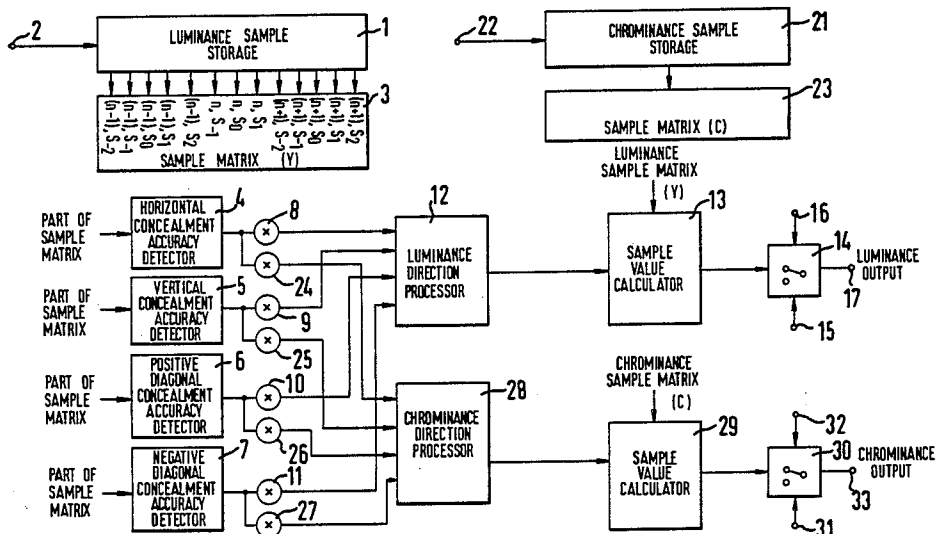 2
LUMINANCE SAMPLE
STORAGE
1
22
CHROMINANCE SAMPLE
STORAGE
21
3
(n-1), S-2
(n-1), S-1
(n-1), S0
(n-1), S1
(n-1), S2
n, S-1
n, S0
n, S1
(n+1), S-2
(n+1), S-1
(n+1), S0
(n+1), S1
(n+1), S2
SAMPLE MATRIX (Y)
23
SAMPLE MATRIX (C)
LUMINANCE
SAMPLE MATRIX
(Y)
PART OF
SAMPLE
MATRIX
HORIZONTAL
CONCEALMENT
ACCURACY
DETECTOR
4
8
×
24
×
12
LUMINANCE
DIRECTION
PROCESSOR
13
SAMPLE
VALUE
CALCULATOR
16
14
LUMINANCE
OUTPUT
17
15
PART OF
SAMPLE
MATRIX
VERTICAL
CONCEALMENT
ACCURACY
DETECTOR
5
×
9
×
25
PART OF
SAMPLE
MATRIX
POSITIVE
DIAGONAL
CONCEALMENT
ACCURACY
DETECTOR
6
10
×
×
26
28
CHROMINANCE
DIRECTION
PROCESSOR
CHROMINANCE
SAMPLE MATRIX
(C)
29
SAMPLE
VALUE
CALCULATOR
32
30
CHROMINANCE
OUTPUT
33
31
PART OF
SAMPLE
MATRIX
NEGATIVE
DIAGONAL
CONCEALMENT
ACCURACY
DETECTOR
7
×
11
27
×